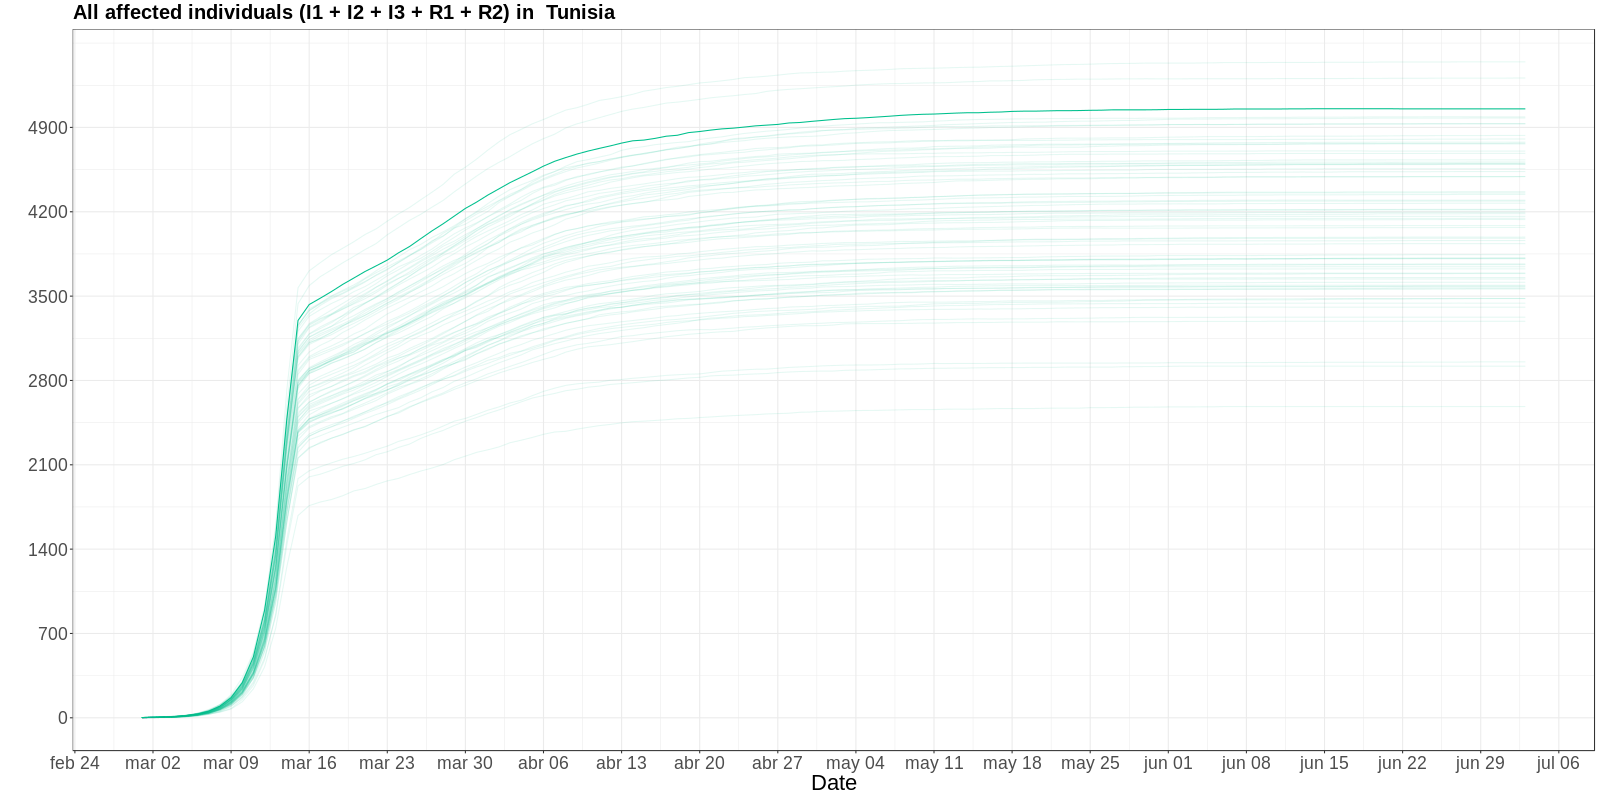 All affected individuals (I1 + I2 + I3 + R1 + R2) in  Tunisia
4900
4200
3500
2800
2100
1400
700
0
feb 24 mar 02 mar 09 mar 16 mar 23 mar 30 abr 06 abr 13 abr 20 abr 27 may 04 may 11 may 18 may 25 jun 01 jun 08 jun 15 jun 22 jun 29 jul 06
Date